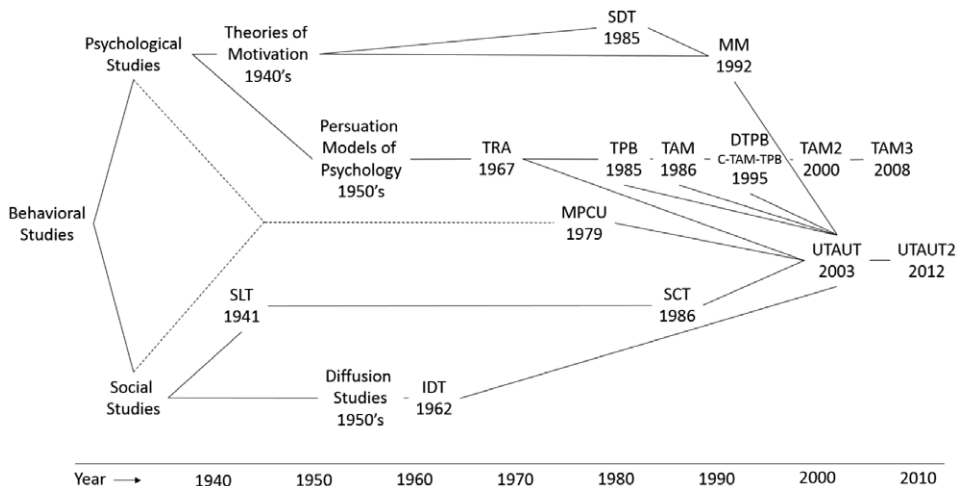 SDT
1985
Theories of
Motivation
1940's
Psychological
Studies
MM
1992
Persuation
Models of
Psychology
1950's
TRA
1967
TPB
1985
TAM
1986
DTPB
C-TAM-TPB
1995
TAM2
2000
TAM3
2008
Behavioral
Studies
MPCU
1979
UTAUT
2003
UTAUT2
2012
SLT
1941
SCT
1986
Social
Studies
Diffusion
Studies
1950's
IDT
1962
Year 1940 1950 1960 1970 1980 1990 2000 2010